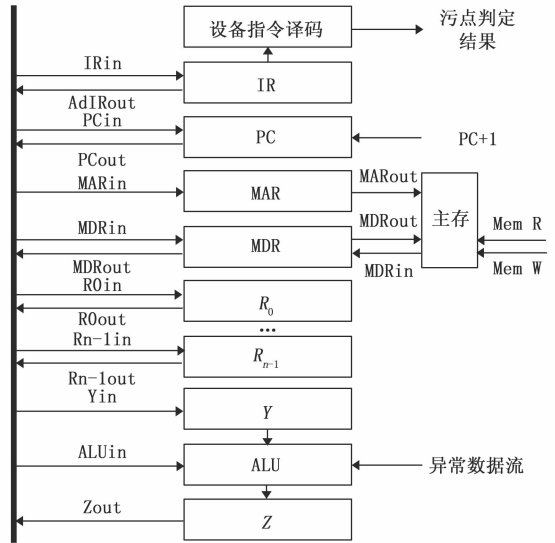 设备指令译码
污点判定
结果
IRin
IR
AdIRout
PCin
PC
PC+1
PCout
MARin
MAR
MARout
主存
MDRin
MDR
MDRout
Mem R
MDRout
MDRin
Mem W
R0in
R0
R0out
...
Rn-1in
Rn-1
Rn-1out
Yin
Y
ALUin
ALU
异常数据流
Zout
Z